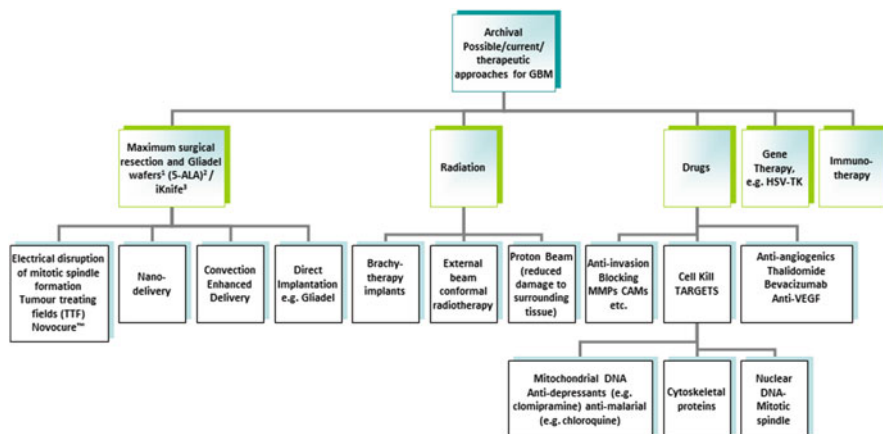 Archival
Possible/current/
therapeutic
approaches for GBM
Maximum surgical
resection and Gliadel
wafers¹ (5-ALA)² /
iKnife³
Radiation
Drugs
Gene
Therapy,
e.g. HSV-TK
Immuno-
therapy
Electrical disruption
of mitotic spindle
formation
Tumour treating
fields (TTF)
Novocure™
Nano-
delivery
Convection
Enhanced
Delivery
Direct
Implantation
e.g. Gliadel
Brachy-
therapy
implants
External
beam
conformal
radiotherapy
Proton Beam
(reduced
damage to
surrounding
tissue)
Anti-invasion
Blocking
MMPs CAMs
etc.
Cell Kill
TARGETS
Anti-angiogenics
Thalidomide
Bevacizumab
Anti-VEGF
Mitochondrial DNA
Anti-depressants (e.g.
clomipramine) anti-malarial
(e.g. chloroquine)
Cytoskeletal
proteins
Nuclear
DNA-
Mitotic
spindle